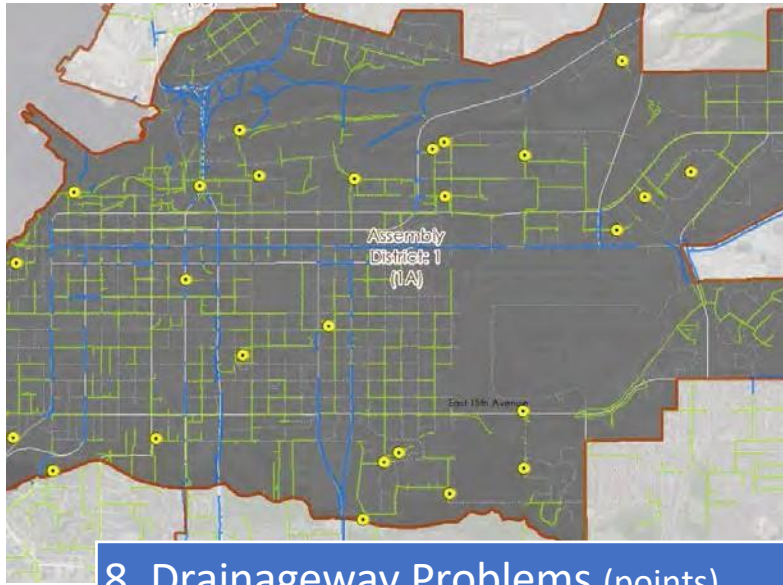 Assembly
District: 1
(1A)
East 15th Avenue
8. Drainageway Problems (points)